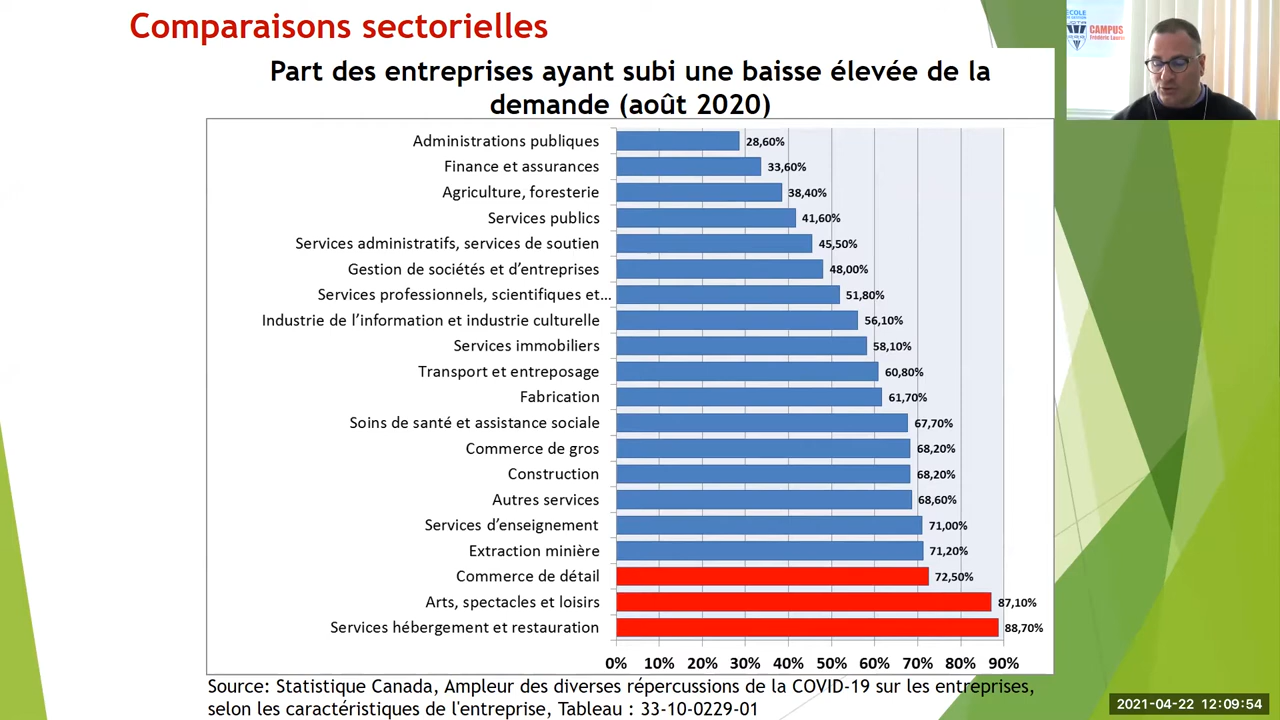 Comparaisons sectorielles
Part des entreprises ayant subi une baisse élevée de la
demande (août 2020)
Administrations publiques 28,60%
Finance et assurances 33,60%
Agriculture, foresterie 38,40%
Services publics 41,60%
Services administratifs, services de soutien 45,50%
Gestion de sociétés et d’entreprises 48,00%
Services professionnels, scientifiques et... 51,80%
Industrie de l’information et industrie culturelle 56,10%
Services immobiliers 58,10%
Transport et entreposage 60,80%
Fabrication 61,70%
Soins de santé et assistance sociale 67,70%
Commerce de gros 68,20%
Construction 68,20%
Autres services 68,60%
Services d’enseignement 71,00%
Extraction minière 71,20%
Commerce de détail 72,50%
Arts, spectacles et loisirs 87,10%
Services hébergement et restauration 88,70%
0% 10% 20% 30% 40% 50% 60% 70% 80% 90%
Source: Statistique Canada, Ampleur des diverses répercussions de la COVID-19 sur les entreprises,
selon les caractéristiques de l'entreprise, Tableau : 33-10-0229-01
ÉCOLE
CAMPUS
2021-04-22 12:09:54